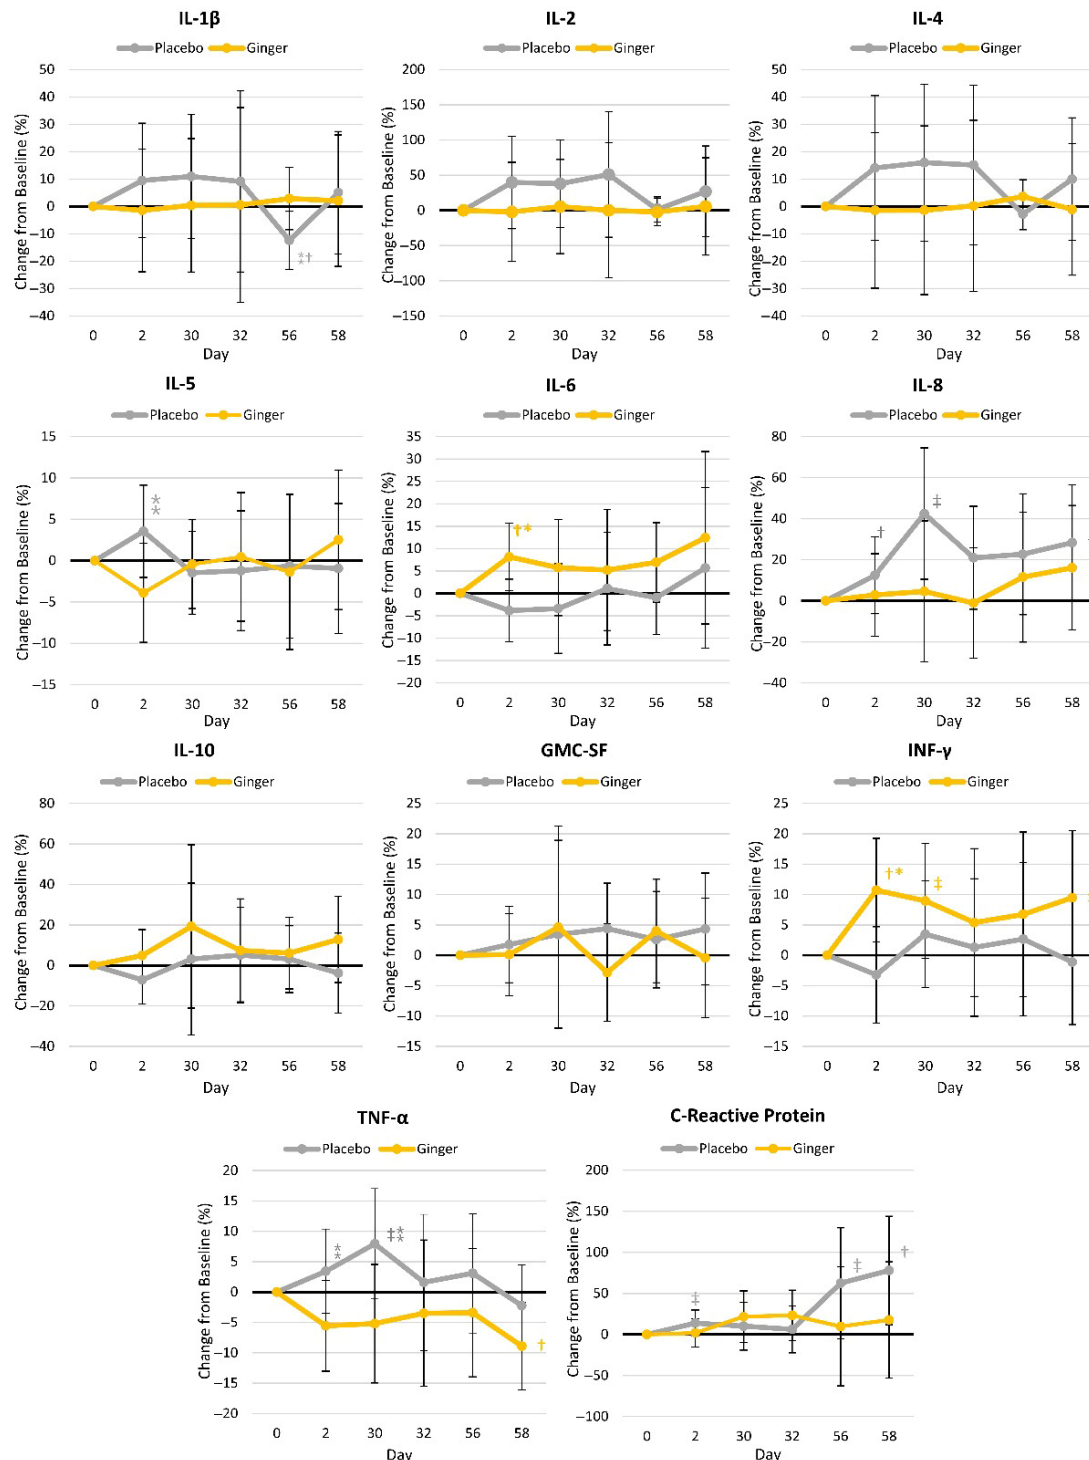 IL-1β
Placebo Ginger
Change from Baseline (%)
50
40
30
20
10
0
−10
−20
−30
−40
**†
0 2 30 32 56 58
Day
IL-2
Placebo Ginger
Change from Baseline (%)
200
150
100
50
0
−50
−100
−150
0 2 30 32 56 58
Day
IL-4
Placebo Ginger
Change from Baseline (%)
50
40
30
20
10
0
−10
−20
−30
−40
0 2 30 32 56 58
Day
IL-5
Placebo Ginger
Change from Baseline (%)
15
10
5
0
−5
−10
−15
**
0 2 30 32 56 58
Day
IL-6
Placebo Ginger
Change from Baseline (%)
35
30
25
20
15
10
5
0
−5
−10
−15
−20
†*
0 2 30 32 56 58
Day
IL-8
Placebo Ginger
Change from Baseline (%)
80
60
40
20
0
−20
−40
†
‡
0 2 30 32 56 58
Day
IL-10
Placebo Ginger
Change from Baseline (%)
80
60
40
20
0
−20
−40
0 2 30 32 56 58
Day
GMC-SF
Placebo Ginger
Change from Baseline (%)
25
20
15
10
5
0
−5
−10
−15
0 2 30 32 56 58
Day
INF-γ
Placebo Ginger
Change from Baseline (%)
25
20
15
10
5
0
−5
−10
−15
†*
‡
0 2 30 32 56 58
Day
TNF-α
Placebo Ginger
Change from Baseline (%)
20
15
10
5
0
−5
−10
−15
−20
**
‡**
†
0 2 30 32 56 58
Day
C-Reactive Protein
Placebo Ginger
Change from Baseline (%)
200
150
100
50
0
−50
−100
‡
‡
†
0 2 30 32 56 58
Day